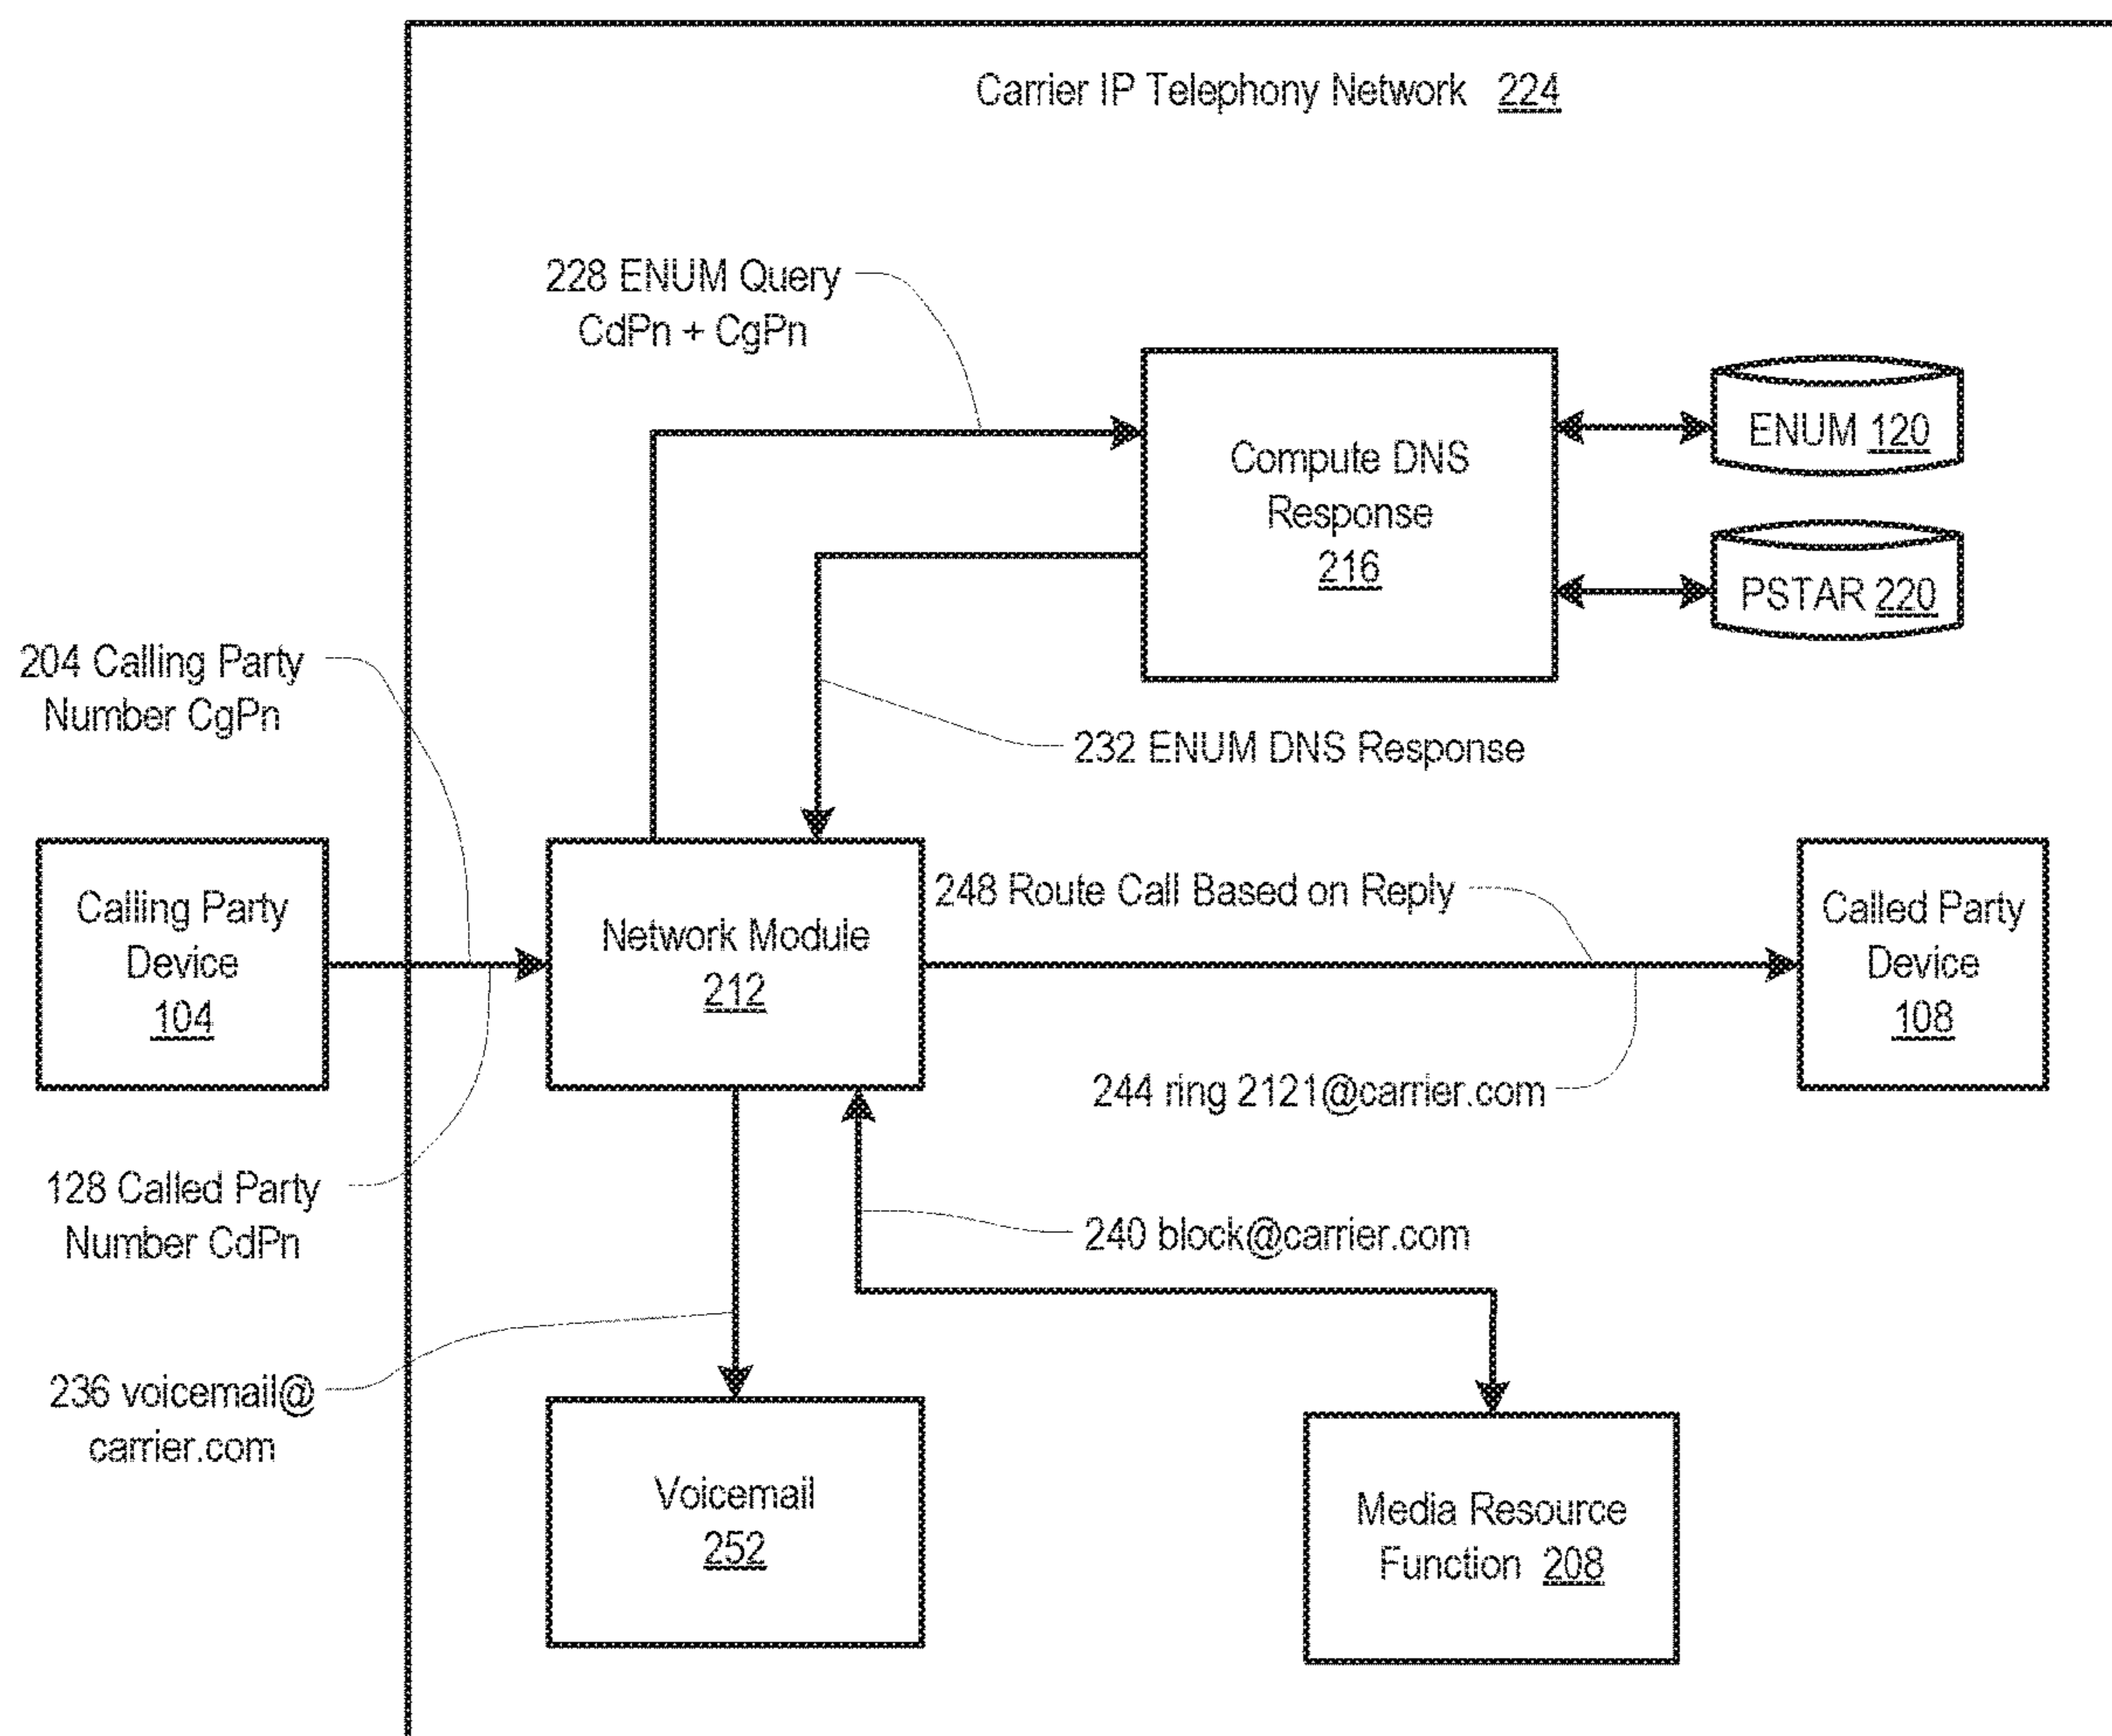 Carrier IP Telephony Network 224
228 ENUM Query
CdPn + CgPn
Compute DNS
Response
216
ENUM 120
PSTAR 220
204 Calling Party
Number CgPn
232 ENUM DNS Response
Calling Party
Device
104
Network Module
212
248 Route Call Based on Reply
Called Party
Device
108
244 ring 2121@carrier.com
128 Called Party
Number CdPn
240 block@carrier.com
236 voicemail@
carrier.com
Voicemail
252
Media Resource
Function 208